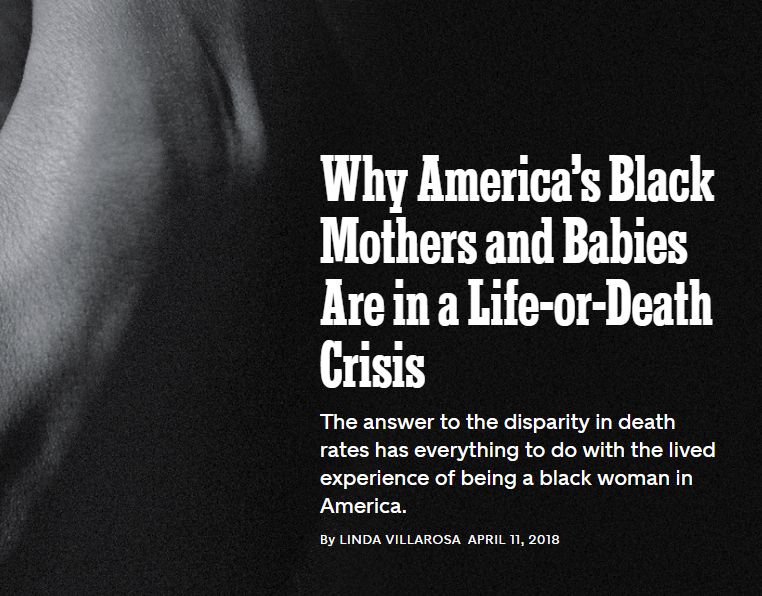 Why America’s Black
Mothers and Babies
Are in a Life-or-Death
Crisis
The answer to the disparity in death
rates has everything to do with the lived
experience of being a black woman in
America.
By LINDA VILLAROSA APRIL 11, 2018